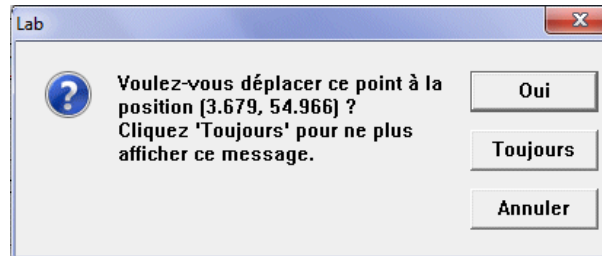 Lab
Voulez-vous déplacer ce point à la
position (3.679, 54.966) ?
Cliquez 'Toujours' pour ne plus
afficher ce message.
Oui
Toujours
Annuler